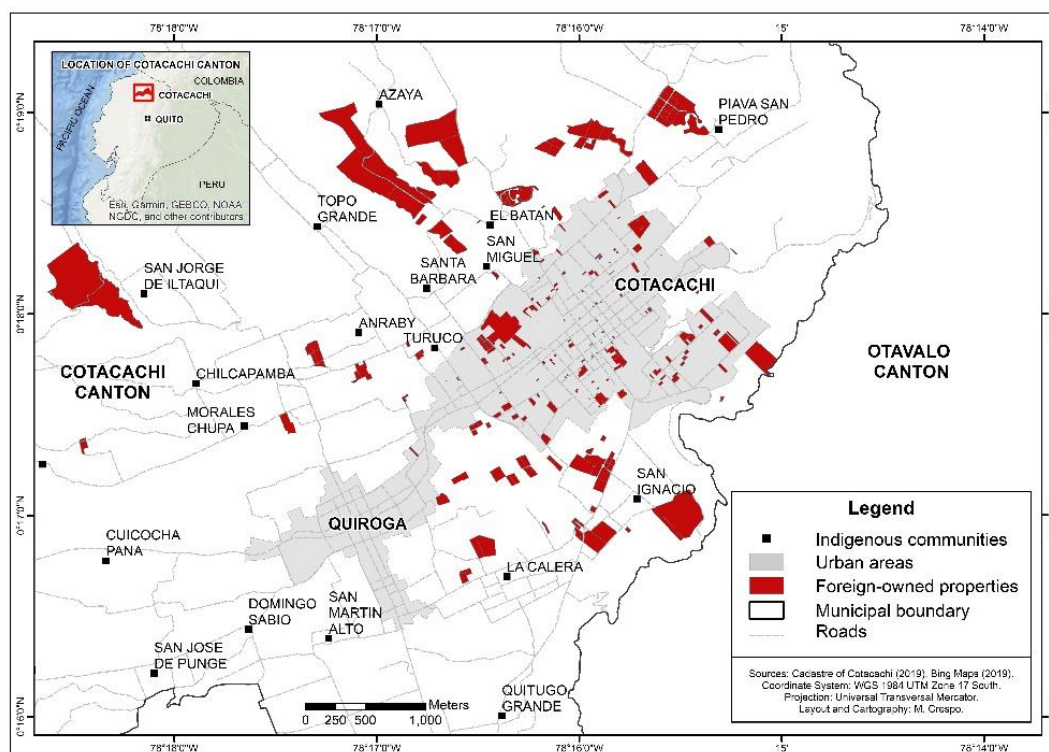 78°18'0"W
78°17'0"W
78°16'0"W
15'
78°14'0"W
LOCATION OF COTACACHI CANTON
COLOMBIA
COTACACHI
QUITO
PACIFIC OCEAN
PERU
Esri, Garmin, GEBCO, NOAA
NGDC, and other contributors
0°19'0"N
AZAYA
PIAVA SAN
PEDRO
TOPO
GRANDE
EL BATAN
SAN
MIGUEL
SANTA
BARBARA
SAN JORGE
DE ILTAQUI
COTACACHI
0°18'0"N
ANRABY
TURUCO
OTAVALO
CANTON
COTACACHI
CANTON
CHILCAPAMBA
MORALES
CHUPA
SAN
IGNACIO
0°17'0"N
QUIROGA
CUICOCHA
PANA
LA CALERA
DOMINGO
SABIO
SAN
MARTIN
ALTO
SAN JOSE
DE PUNGE
QUITUGO
GRANDE
0°16'0"N
Meters
0 250 500 1,000
Legend
Indigenous communities
Urban areas
Foreign-owned properties
Municipal boundary
Roads
Sources: Cadastre of Cotacachi (2019), Bing Maps (2019).
Coordinate System: WGS 1984 UTM Zone 17 South.
Projection: Universal Transversal Mercator.
Layout and Cartography: M. Crespo.
78°18'0"W
78°17'0"W
78°16'0"W
15'
78°14'0"W